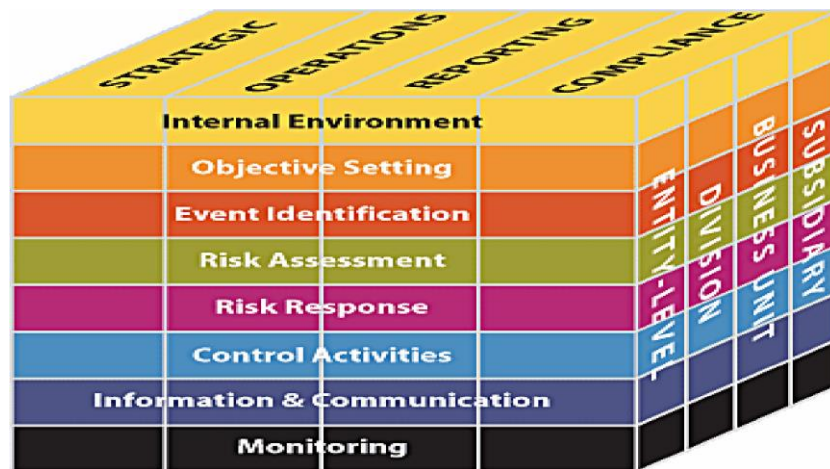 STRATEGIC
OPERATIONS
REPORTING
COMPLIANCE
Internal Environment
Objective Setting
Event Identification
Risk Assessment
Risk Response
Control Activities
Information & Communication
Monitoring
ENTITY-LEVEL
DIVISION
BUSINESS UNIT
SUBSIDIARY